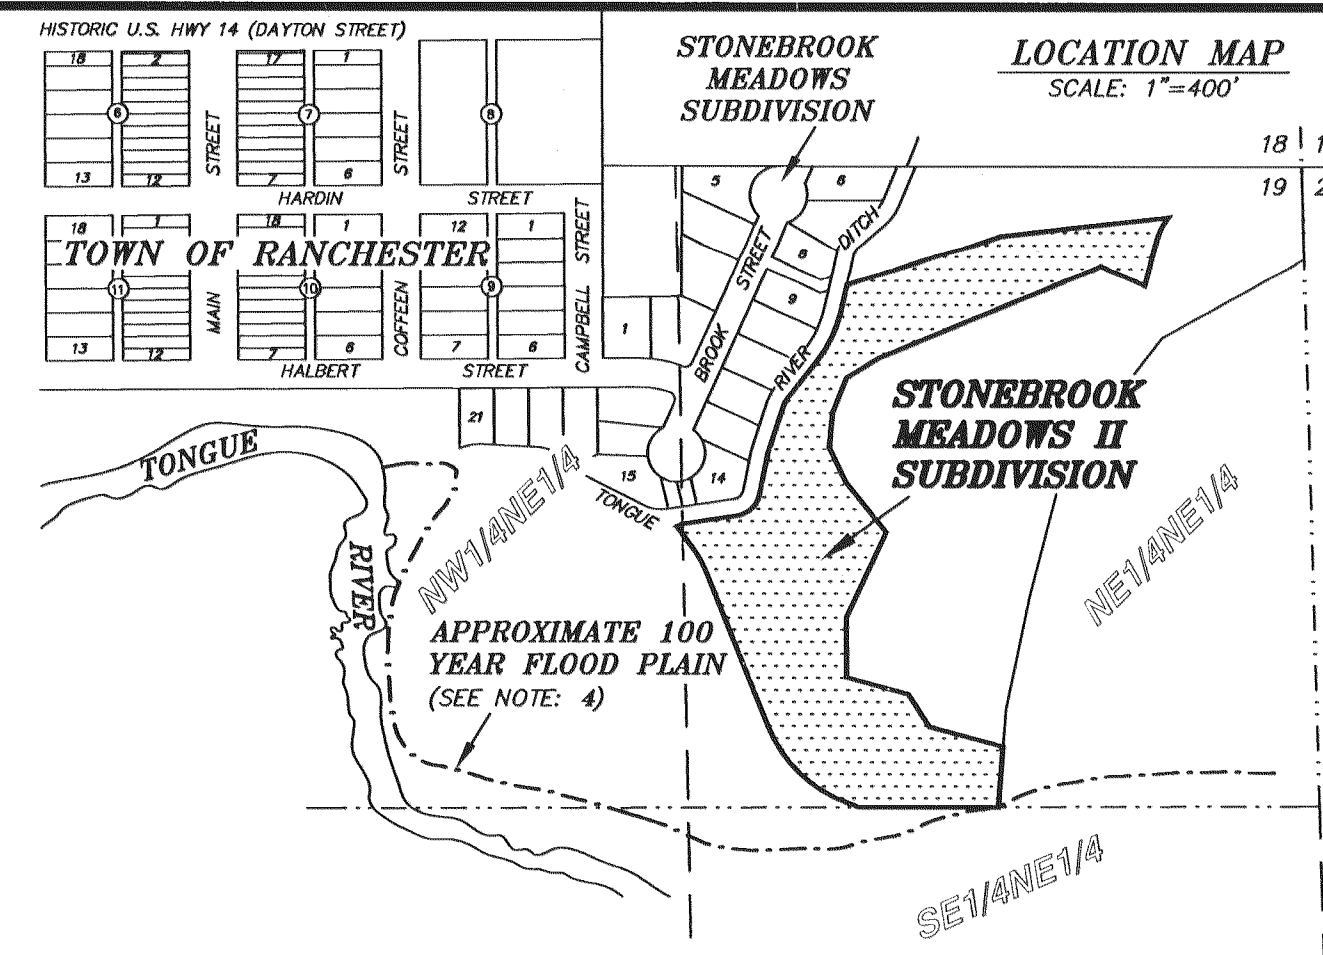 HISTORIC U.S. HWY 14 (DAYTON STREET)
STONEBROOK
MEADOWS
SUBDIVISION
LOCATION MAP
SCALE: 1"=400'
18
19
18 2 17 1
6 7 8
STREET
STREET
13 12 7 6
HARDIN STREET
5 6
18 1 18 1 12 1
TOWN OF RANCHESTER
11 10 9
MAIN
COFFEEN
CAMPBELL STREET
13 12 7 6 7 6
HALBERT STREET
1
8
9
BROOK STREET
RIVER DITCH
21
15
14
TONGUE
TONGUE
RIVER
STONEBROOK
MEADOWS II
SUBDIVISION
NW1/4NE1/4
NE1/4NE1/4
APPROXIMATE 100
YEAR FLOOD PLAIN
(SEE NOTE: 4)
SE1/4NE1/4